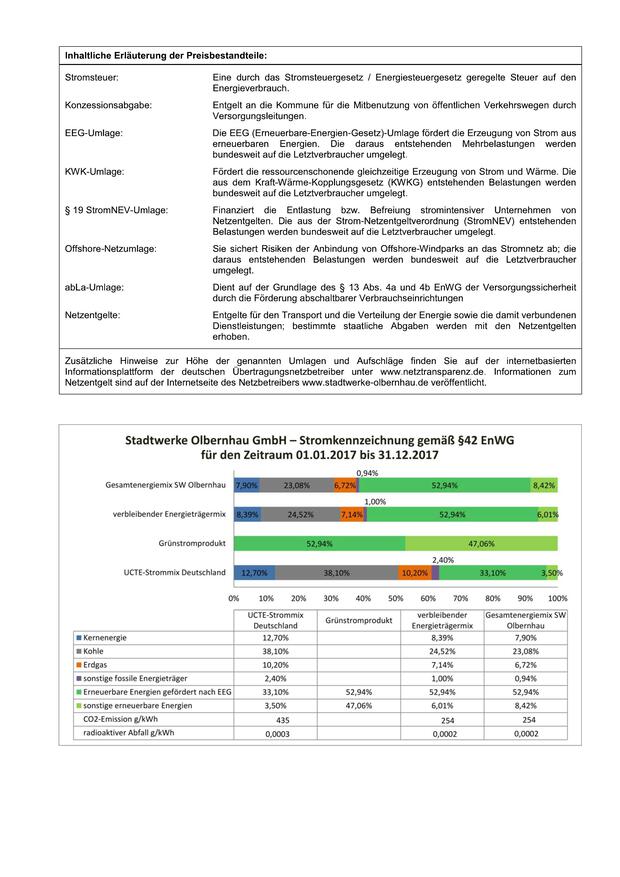 Inhaltliche Erläuterung der Preisbestandteile:
Stromsteuer: Eine durch das Stromsteuergesetz / Energiesteuergesetz geregelte Steuer auf den
Energieverbrauch.
Konzessionsabgabe: Entgelt an die Kommune für die Mitbenutzung von öffentlichen Verkehrswegen durch
Versorgungsleitungen.
EEG-Umlage: Die EEG (Erneuerbare-Energien-Gesetz)-Umlage fördert die Erzeugung von Strom aus
erneuerbaren Energien. Die daraus entstehenden Mehrbelastungen werden
bundesweit auf die Letztverbraucher umgelegt.
KWK-Umlage: Fördert die ressourcenschonende gleichzeitige Erzeugung von Strom und Wärme. Die
aus dem Kraft-Wärme-Kopplungsgesetz (KWKG) entstehenden Belastungen werden
bundesweit auf die Letztverbraucher umgelegt.
§ 19 StromNEV-Umlage: Finanziert die Entlastung bzw. Befreiung stromintensiver Unternehmen von
Netzentgelten. Die aus der Strom-Netzentgeltverordnung (StromNEV) entstehenden
Belastungen werden bundesweit auf die Letztverbraucher umgelegt.
Offshore-Netzumlage: Sie sichert Risiken der Anbindung von Offshore-Windparks an das Stromnetz ab; die
daraus entstehenden Belastungen werden bundesweit auf die Letztverbraucher
umgelegt.
abLa-Umlage: Dient auf der Grundlage des § 13 Abs. 4a und 4b EnWG der Versorgungssicherheit
durch die Förderung abschaltbarer Verbrauchseinrichtungen
Netzentgelte: Entgelte für den Transport und die Verteilung der Energie sowie die damit verbundenen
Dienstleistungen; bestimmte staatliche Abgaben werden mit den Netzentgelten
erhoben.
Zusätzliche Hinweise zur Höhe der genannten Umlagen und Aufschläge finden Sie auf der internetbasierten
Informationsplattform der deutschen Übertragungsnetzbetreiber unter www.netztransparenz.de. Informationen zum
Netzentgelt sind auf der Internetseite des Netzbetreibers www.stadtwerke-olbernhau.de veröffentlicht.
Stadtwerke Olbernhau GmbH – Stromkennzeichnung gemäß §42 EnWG
für den Zeitraum 01.01.2017 bis 31.12.2017
0,94%
Gesamtenergiemix SW Olbernhau 7,90% 23,08% 6,72% 52,94% 8,42%
1,00%
verbleibender Energieträgermix 8,39% 24,52% 7,14% 52,94% 6,01%
Grünstromprodukt 52,94% 47,06%
2,40%
UCTE-Strommix Deutschland 12,70% 38,10% 10,20% 33,10% 3,50%
0% 10% 20% 30% 40% 50% 60% 70% 80% 90% 100%
UCTE-Strommix Deutschland Grünstromprodukt verbleibender Energieträgermix Gesamtenergiemix SW Olbernhau
Kernenergie 12,70% 8,39% 7,90%
Kohle 38,10% 24,52% 23,08%
Erdgas 10,20% 7,14% 6,72%
sonstige fossile Energieträger 2,40% 1,00% 0,94%
Erneuerbare Energien gefördert nach EEG 33,10% 52,94% 52,94% 52,94%
sonstige erneuerbare Energien 3,50% 47,06% 6,01% 8,42%
CO2-Emission g/kWh 435 254 254
radioaktiver Abfall g/kWh 0,0003 0,0002 0,0002